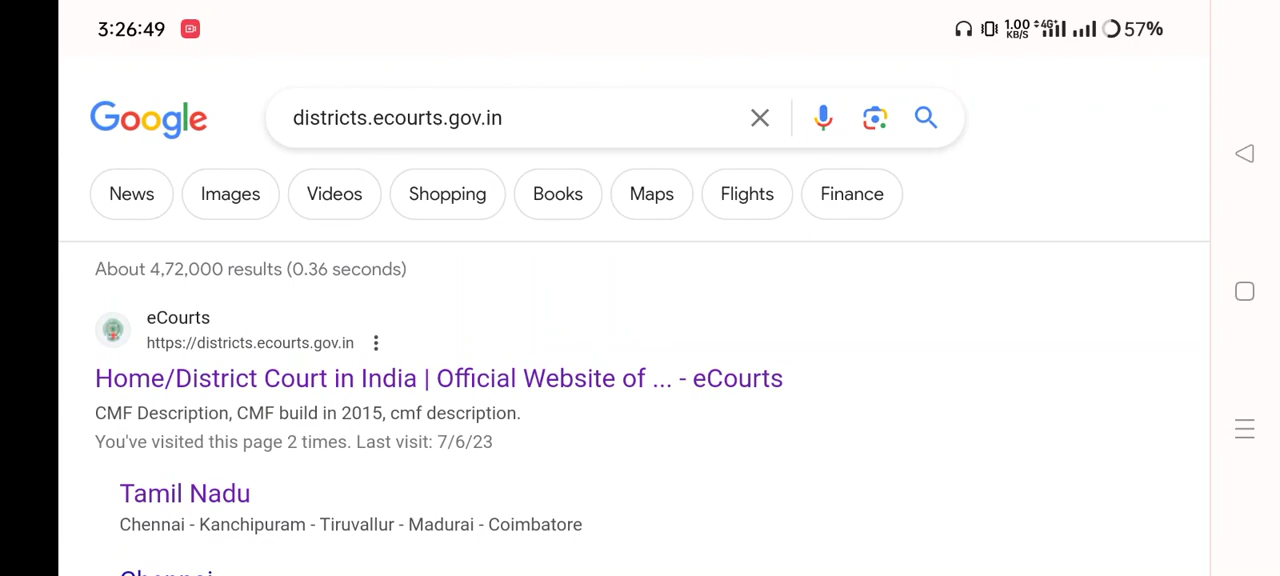 3:26:49 1.00 KB/S 4G+ 57%
Google districts.ecourts.gov.in
News Images Videos Shopping Books Maps Flights Finance
About 4,72,000 results (0.36 seconds)
eCourts
https://districts.ecourts.gov.in
Home/District Court in India | Official Website of ... - eCourts
CMF Description, CMF build in 2015, cmf description.
You've visited this page 2 times. Last visit: 7/6/23
Tamil Nadu
Chennai - Kanchipuram - Tiruvallur - Madurai - Coimbatore
Chennai